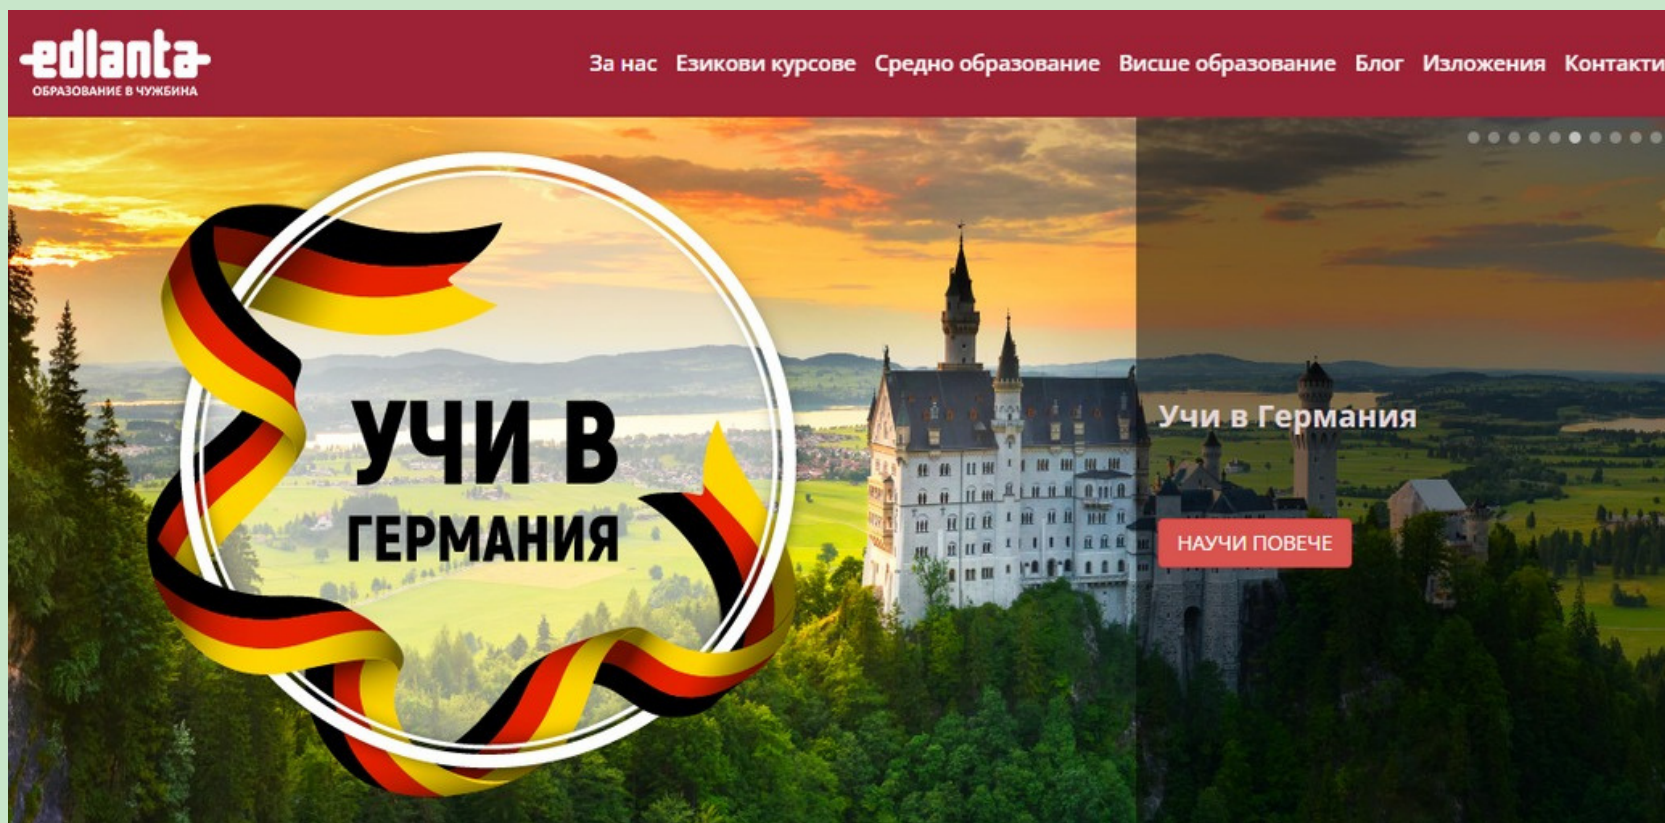 edlanta
ОБРАЗОВАНИЕ В ЧУЖБИНА
За нас Езикови курсове Средно образование Висше образование Блог Изложения Контакти
УЧИ В
ГЕРМАНИЯ
Учи в Германия
НАУЧИ ПОВЕЧЕ